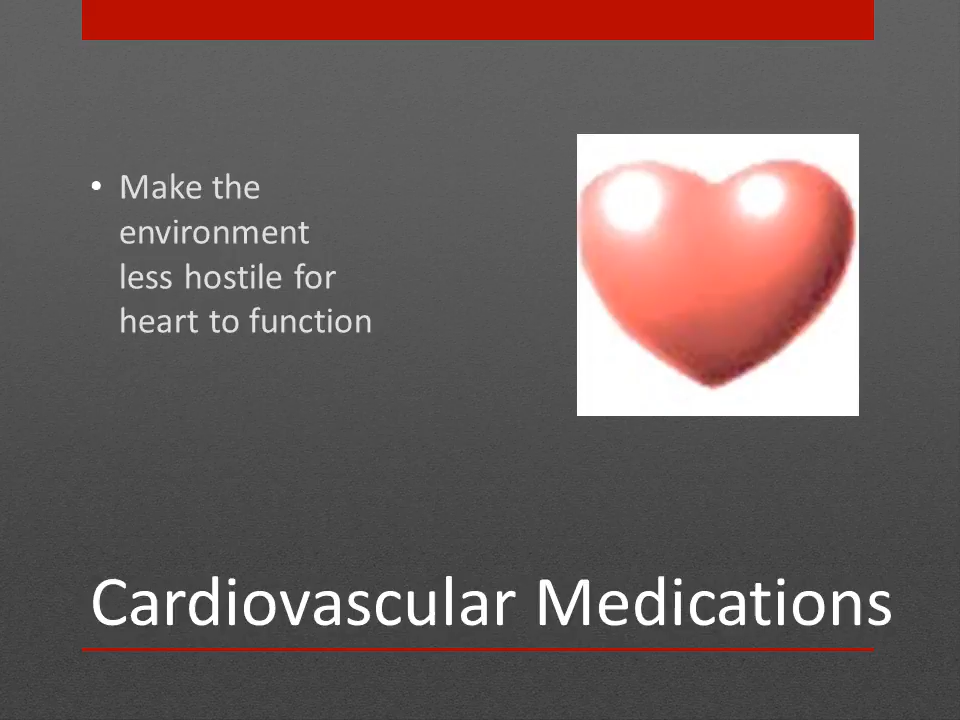 • Make the
environment
less hostile for
heart to function
Cardiovascular Medications